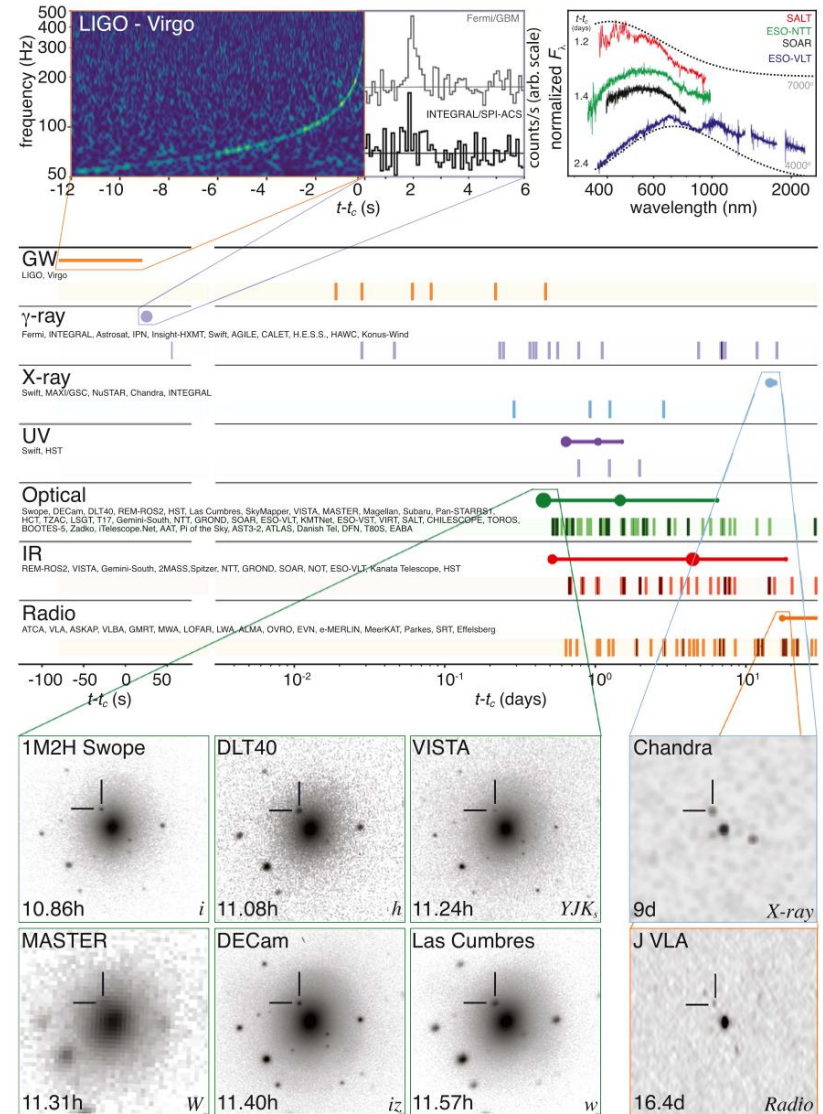 LIGO - Virgo
Fermi/GBM
INTEGRAL/SPI-ACS
frequency (Hz)
500
400
300
200
100
50
counts/s (arb. scale)
-12 -10 -8 -6 -4 -2 0 2 4 6
t-tc (s)
t-tc
(days)
1.2
1.4
2.4
SALT
ESO-NTT
SOAR
ESO-VLT
7000°
4000°
normalized Fλ
400 600 1000 2000
wavelength (nm)
GW
LIGO, Virgo
γ-ray
Fermi, INTEGRAL, Astrosat, IPN, Insight-HXMT, Swift, AGILE, CALET, H.E.S.S., HAWC, Konus-Wind
X-ray
Swift, MAXI/GSC, NuSTAR, Chandra, INTEGRAL
UV
Swift, HST
Optical
Swope, DECam, DLT40, REM-ROS2, HST, Las Cumbres, SkyMapper, VISTA, MASTER, Magellan, Subaru, Pan-STARRS1,
HCT, TZAC, LSGT, T17, Gemini-South, NTT, GROND, SOAR, ESO-VLT, KMTNet, ESO-VST, VIRT, SALT, CHILESCOPE, TOROS,
BOOTES-5, Zadko, iTelescope.Net, AAT, Pi of the Sky, AST3-2, ATLAS, Danish Tel, DFN, T80S, EABA
IR
REM-ROS2, VISTA, Gemini-South, 2MASS,Spitzer, NTT, GROND, SOAR, NOT, ESO-VLT, Kanata Telescope, HST
Radio
ATCA, VLA, ASKAP, VLBA, GMRT, MWA, LOFAR, LWA, ALMA, OVRO, EVN, e-MERLIN, MeerKAT, Parkes, SRT, Effelsberg
-100 -50 0 50 10⁻² 10⁻¹ 10⁰ 10¹
t-tc (s) t-tc (days)
1M2H Swope
10.86h i
DLT40
11.08h h
VISTA
11.24h YJKs
Chandra
9d X-ray
MASTER
11.31h W
DECam
11.40h iz
Las Cumbres
11.57h w
J VLA
16.4d Radio